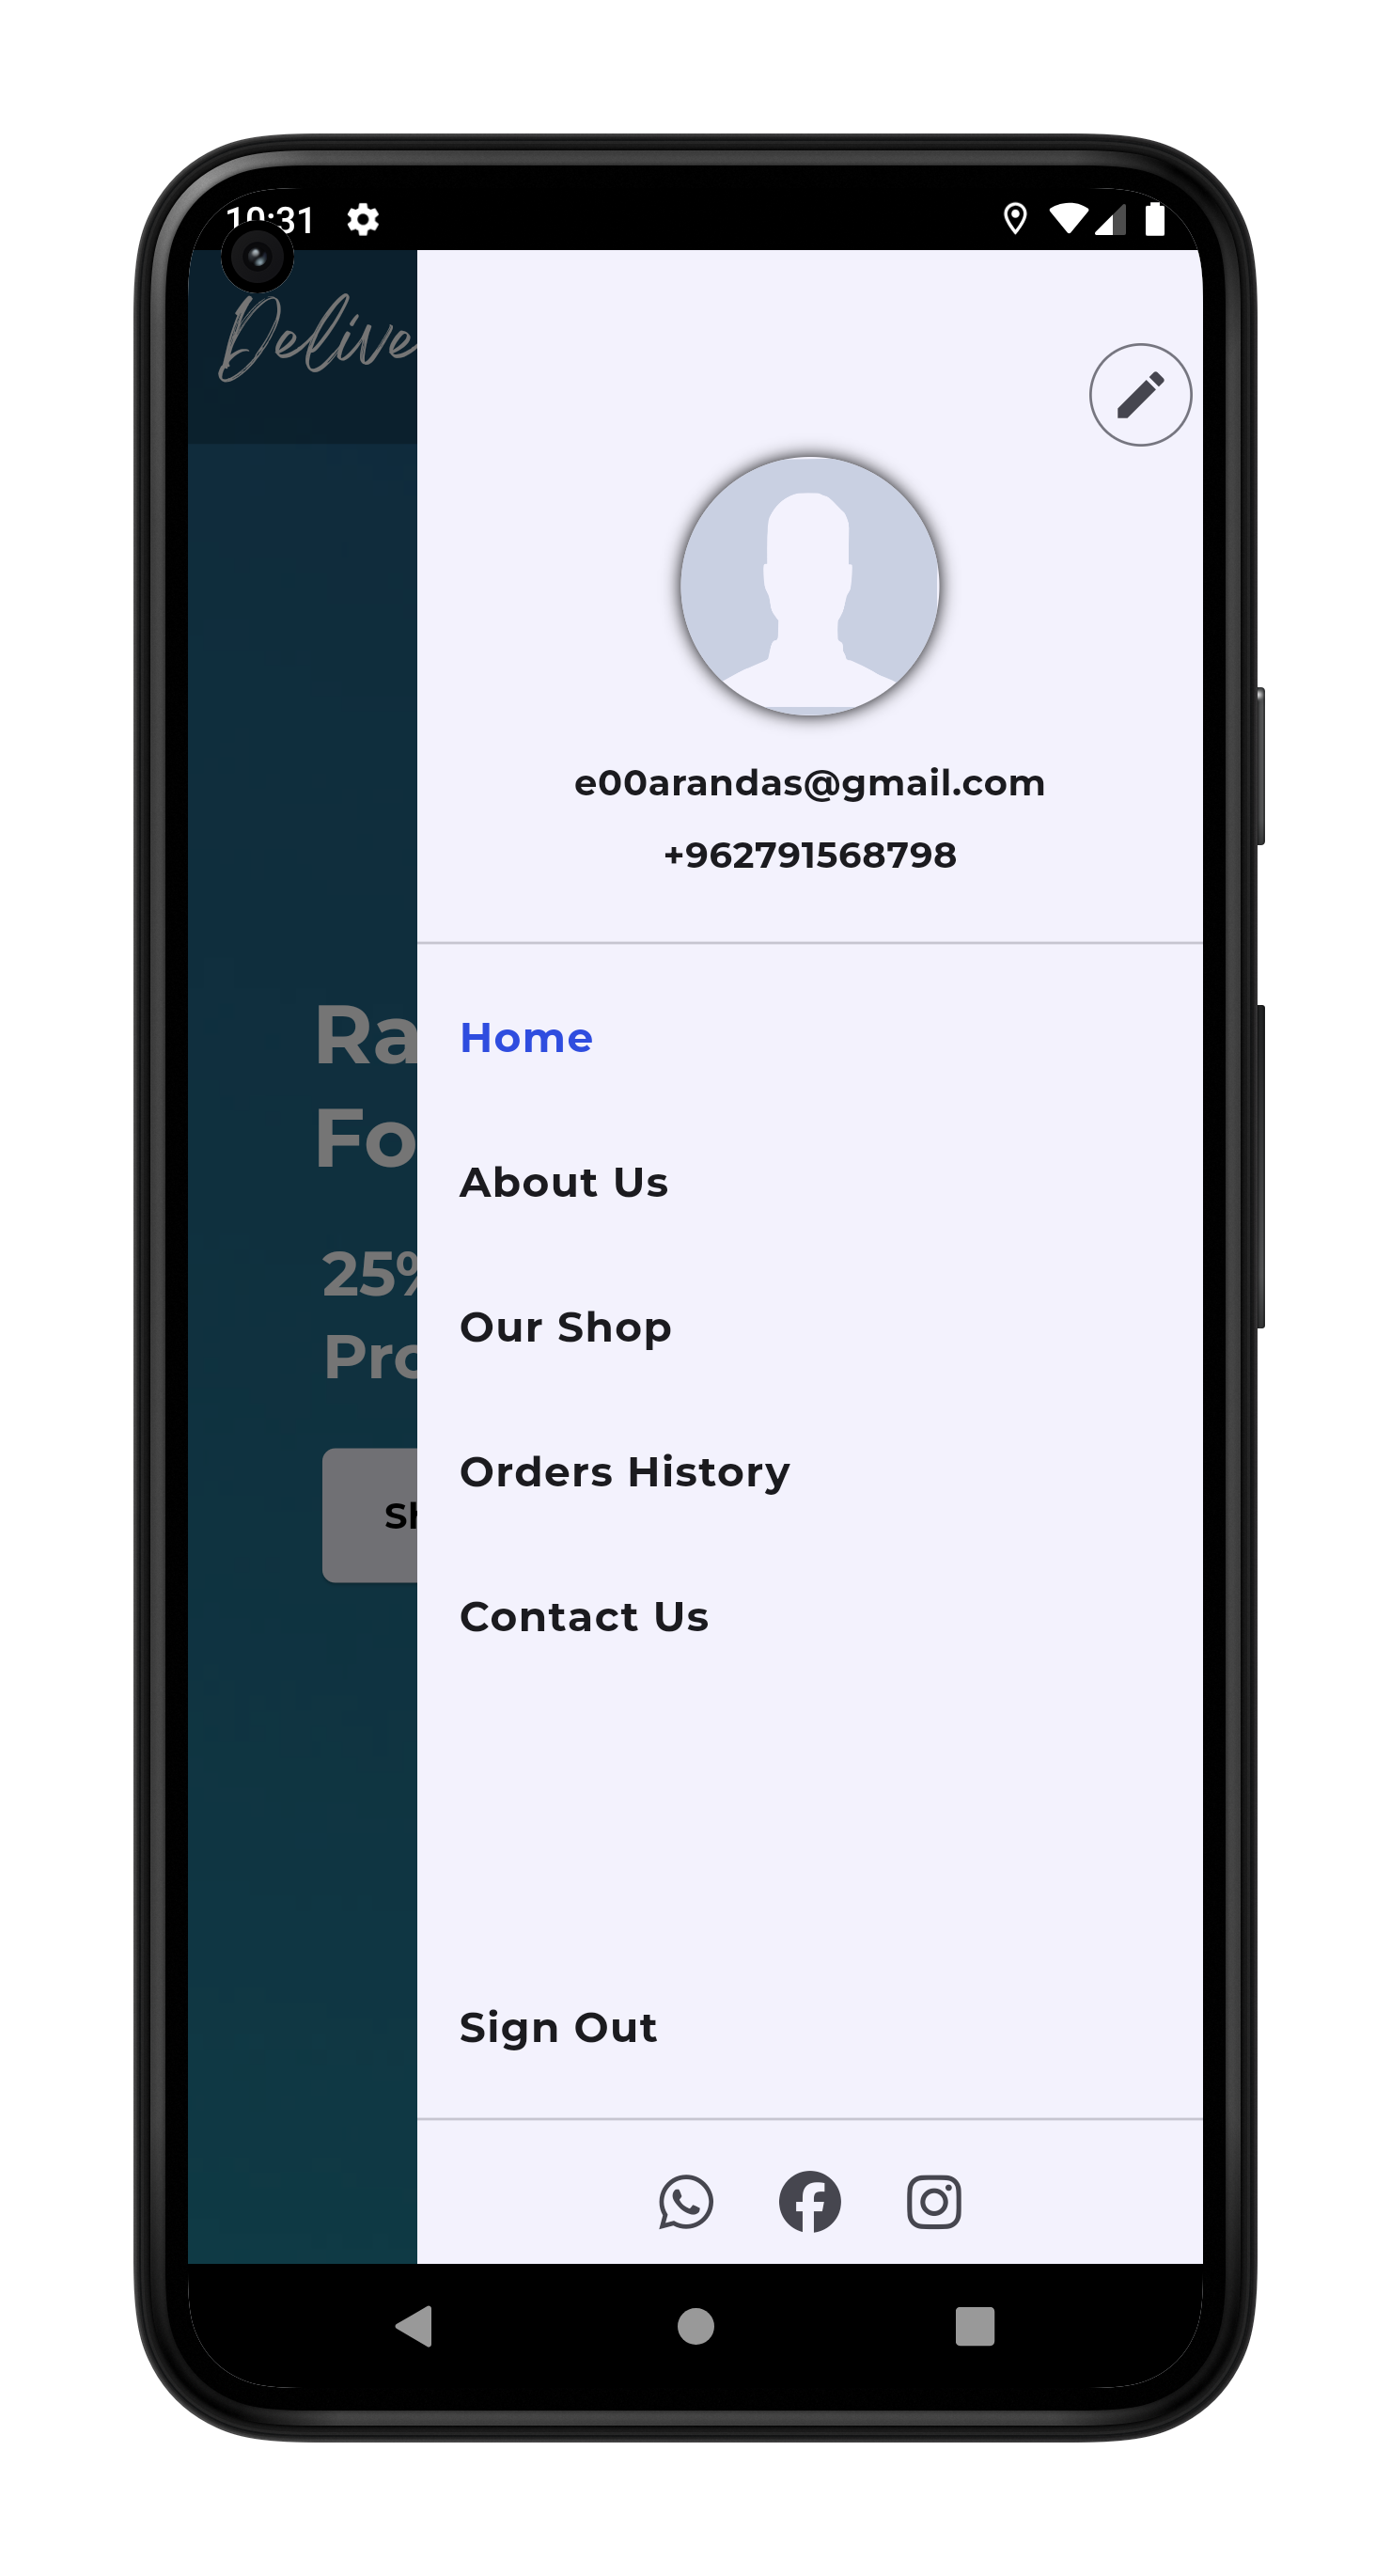 10:31
Delive
e00arandas@gmail.com
+962791568798
Home
Ra
Fo
About Us
25%
Our Shop
Pro
Orders History
Sh
Contact Us
Sign Out